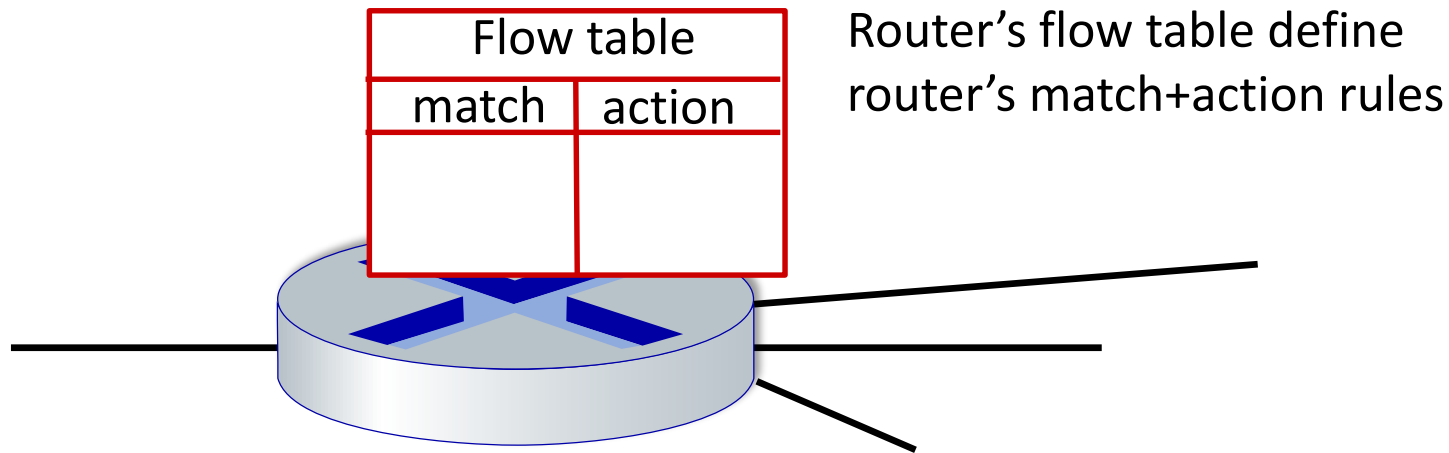 Flow table
match action
Router’s flow table define
router’s match+action rules